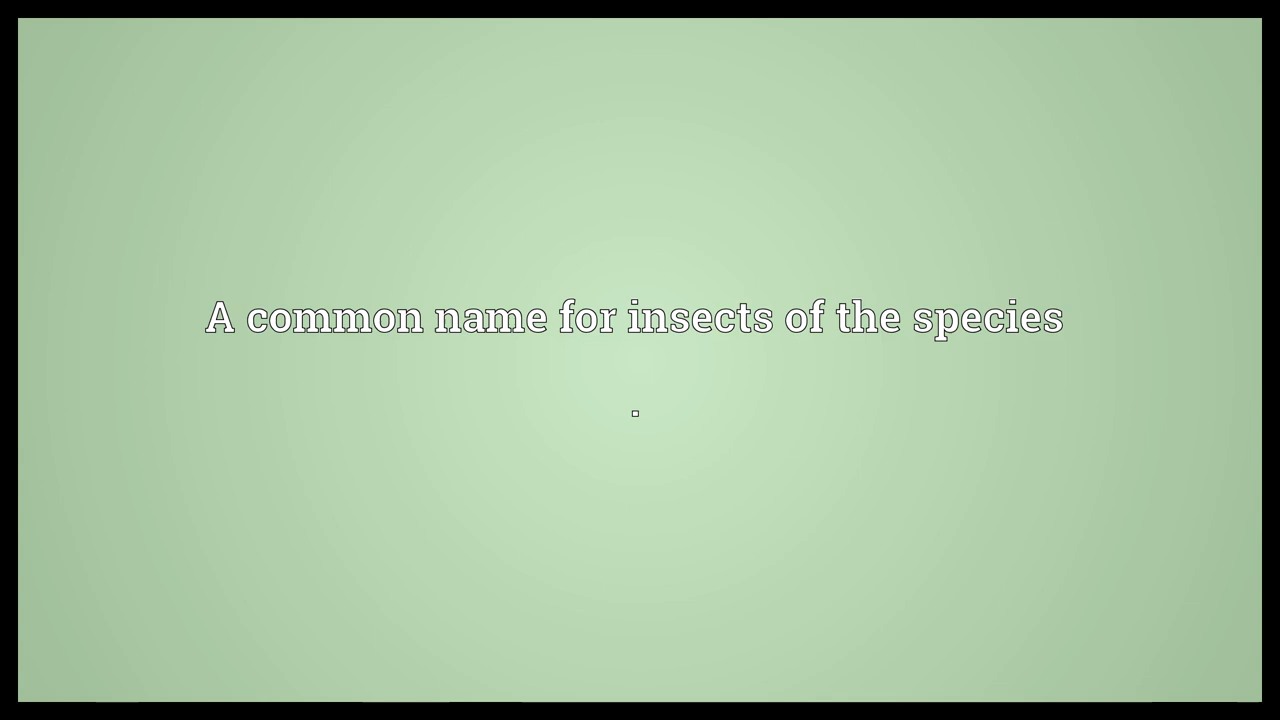 A common name for insects of the species
.